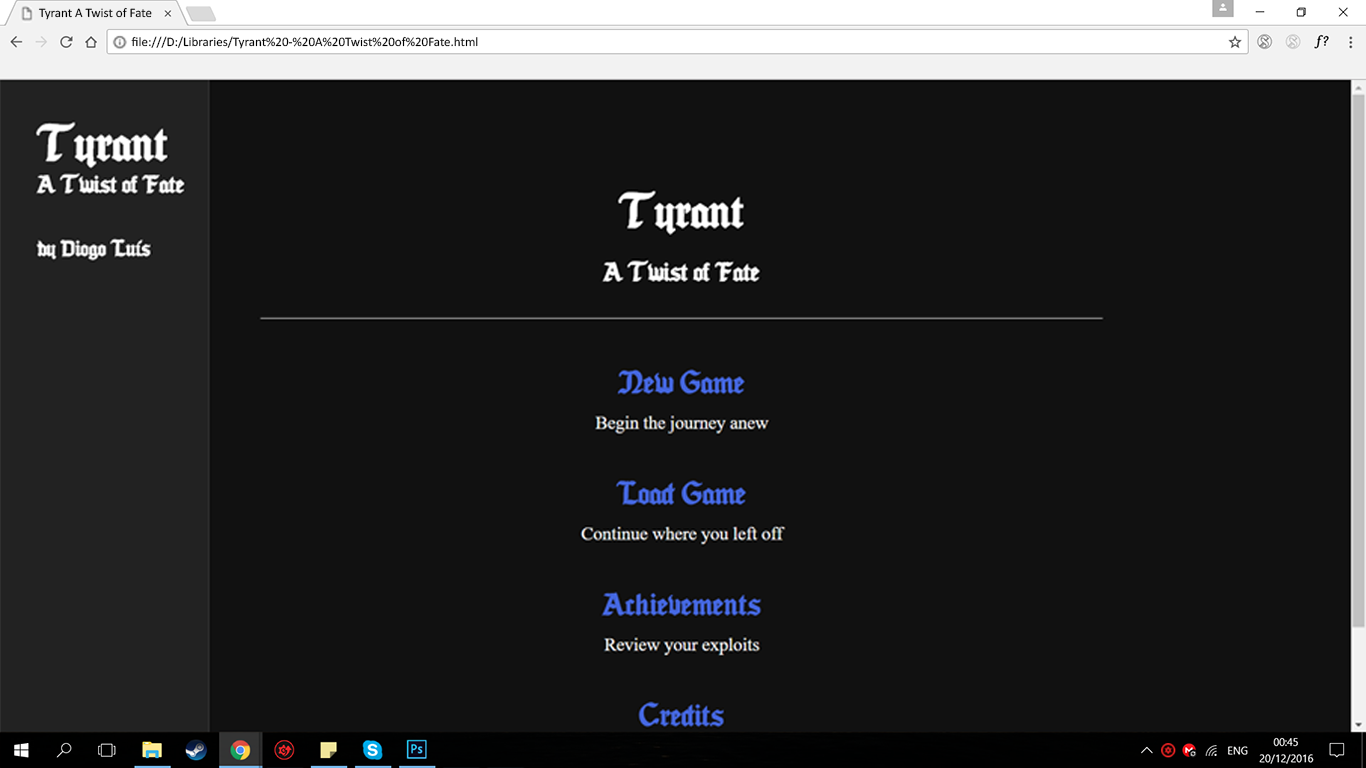 Tyrant A Twist of Fate
file:///D:/Libraries/Tyrant%20-%20A%20Twist%20of%20Fate.html
f?
Tyrant
A Twist of Fate
by Diogo Luís
Tyrant
A Twist of Fate
New Game
Begin the journey anew
Load Game
Continue where you left off
Achievements
Review your exploits
Credits
Ps
ENG
00:45
20/12/2016